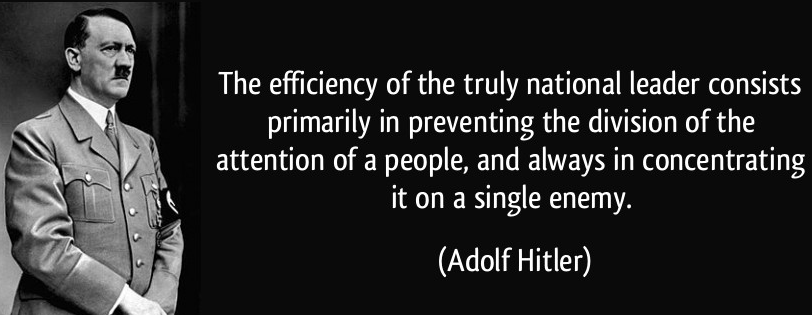 The efficiency of the truly national leader consists
primarily in preventing the division of the
attention of a people, and always in concentrating
it on a single enemy.
(Adolf Hitler)